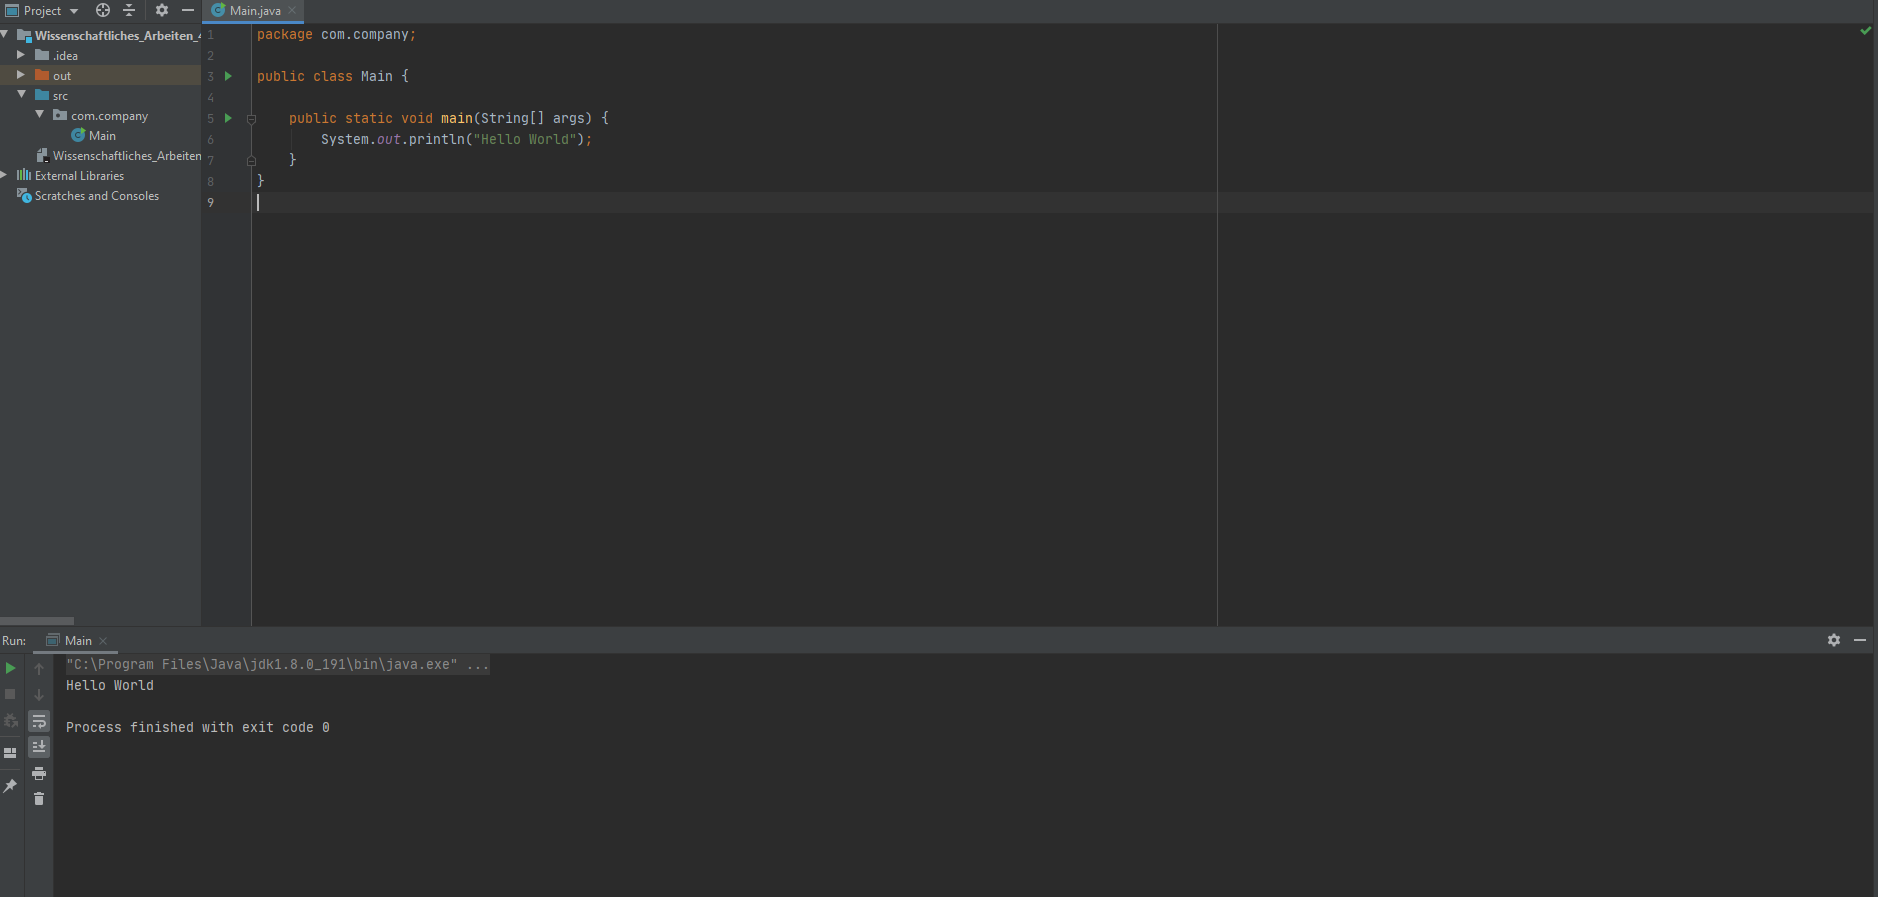 Project
Main.java
Wissenschaftliches_Arbeiten_
.idea
out
src
com.company
Main
Wissenschaftliches_Arbeiten
External Libraries
Scratches and Consoles
1 package com.company;
2
3 public class Main {
4
5 public static void main(String[] args) {
6 System.out.println("Hello World");
7 }
8 }
9
Run: Main
"C:\Program Files\Java\jdk1.8.0_191\bin\java.exe" ...
Hello World
Process finished with exit code 0